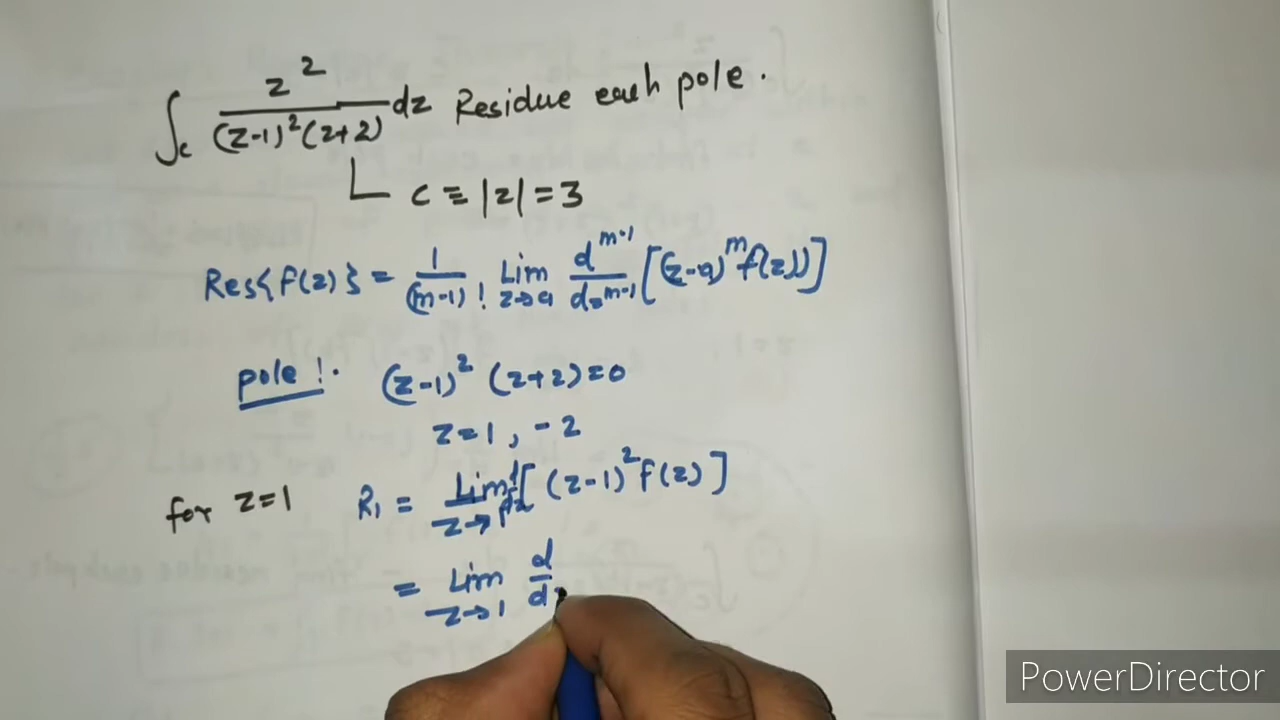 ∫c z² / (z-1)²(z+2) dz Residue each pole.
c ≡ |z| = 3
Res{f(z)} = 1/(m-1)! Lim z→a d^m-1/dz^m-1 [(z-a)^m f(z))]
pole :. (z-1)² (z+2)=0
z=1, -2
for z=1 R₁ = Lim z→1 d/dz [(z-1)² f(z)]
= Lim z→1 d/d
PowerDirector